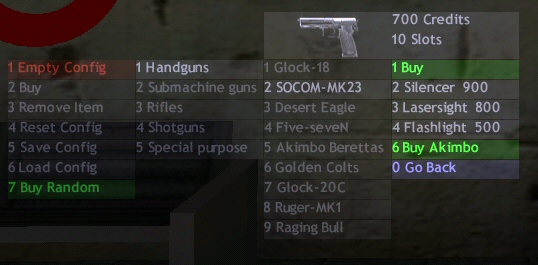 700 Credits
10 Slots
1 Empty Config
2 Buy
3 Remove Item
4 Reset Config
5 Save Config
6 Load Config
7 Buy Random
1 Handguns
2 Submachine guns
3 Rifles
4 Shotguns
5 Special purpose
1 Glock-18
2 SOCOM-MK23
3 Desert Eagle
4 Five-seveN
5 Akimbo Berettas
6 Golden Colts
7 Glock-20C
8 Ruger-MK1
9 Raging Bull
1 Buy
2 Silencer 900
3 Lasersight 800
4 Flashlight 500
6 Buy Akimbo
0 Go Back